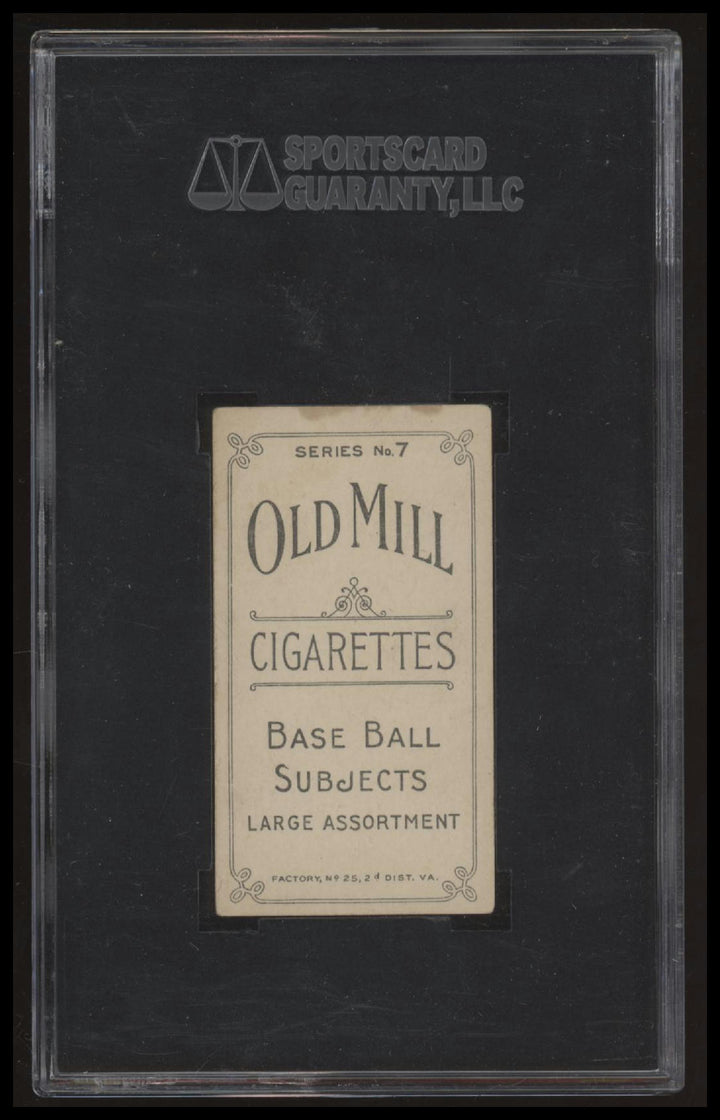 SPORTSCARD
GUARANTY, LLC
SERIES No. 7
OLD MILL
CIGARETTES
BASE BALL
SUBJECTS
LARGE ASSORTMENT
FACTORY, Nº 25, 2d DIST. VA.